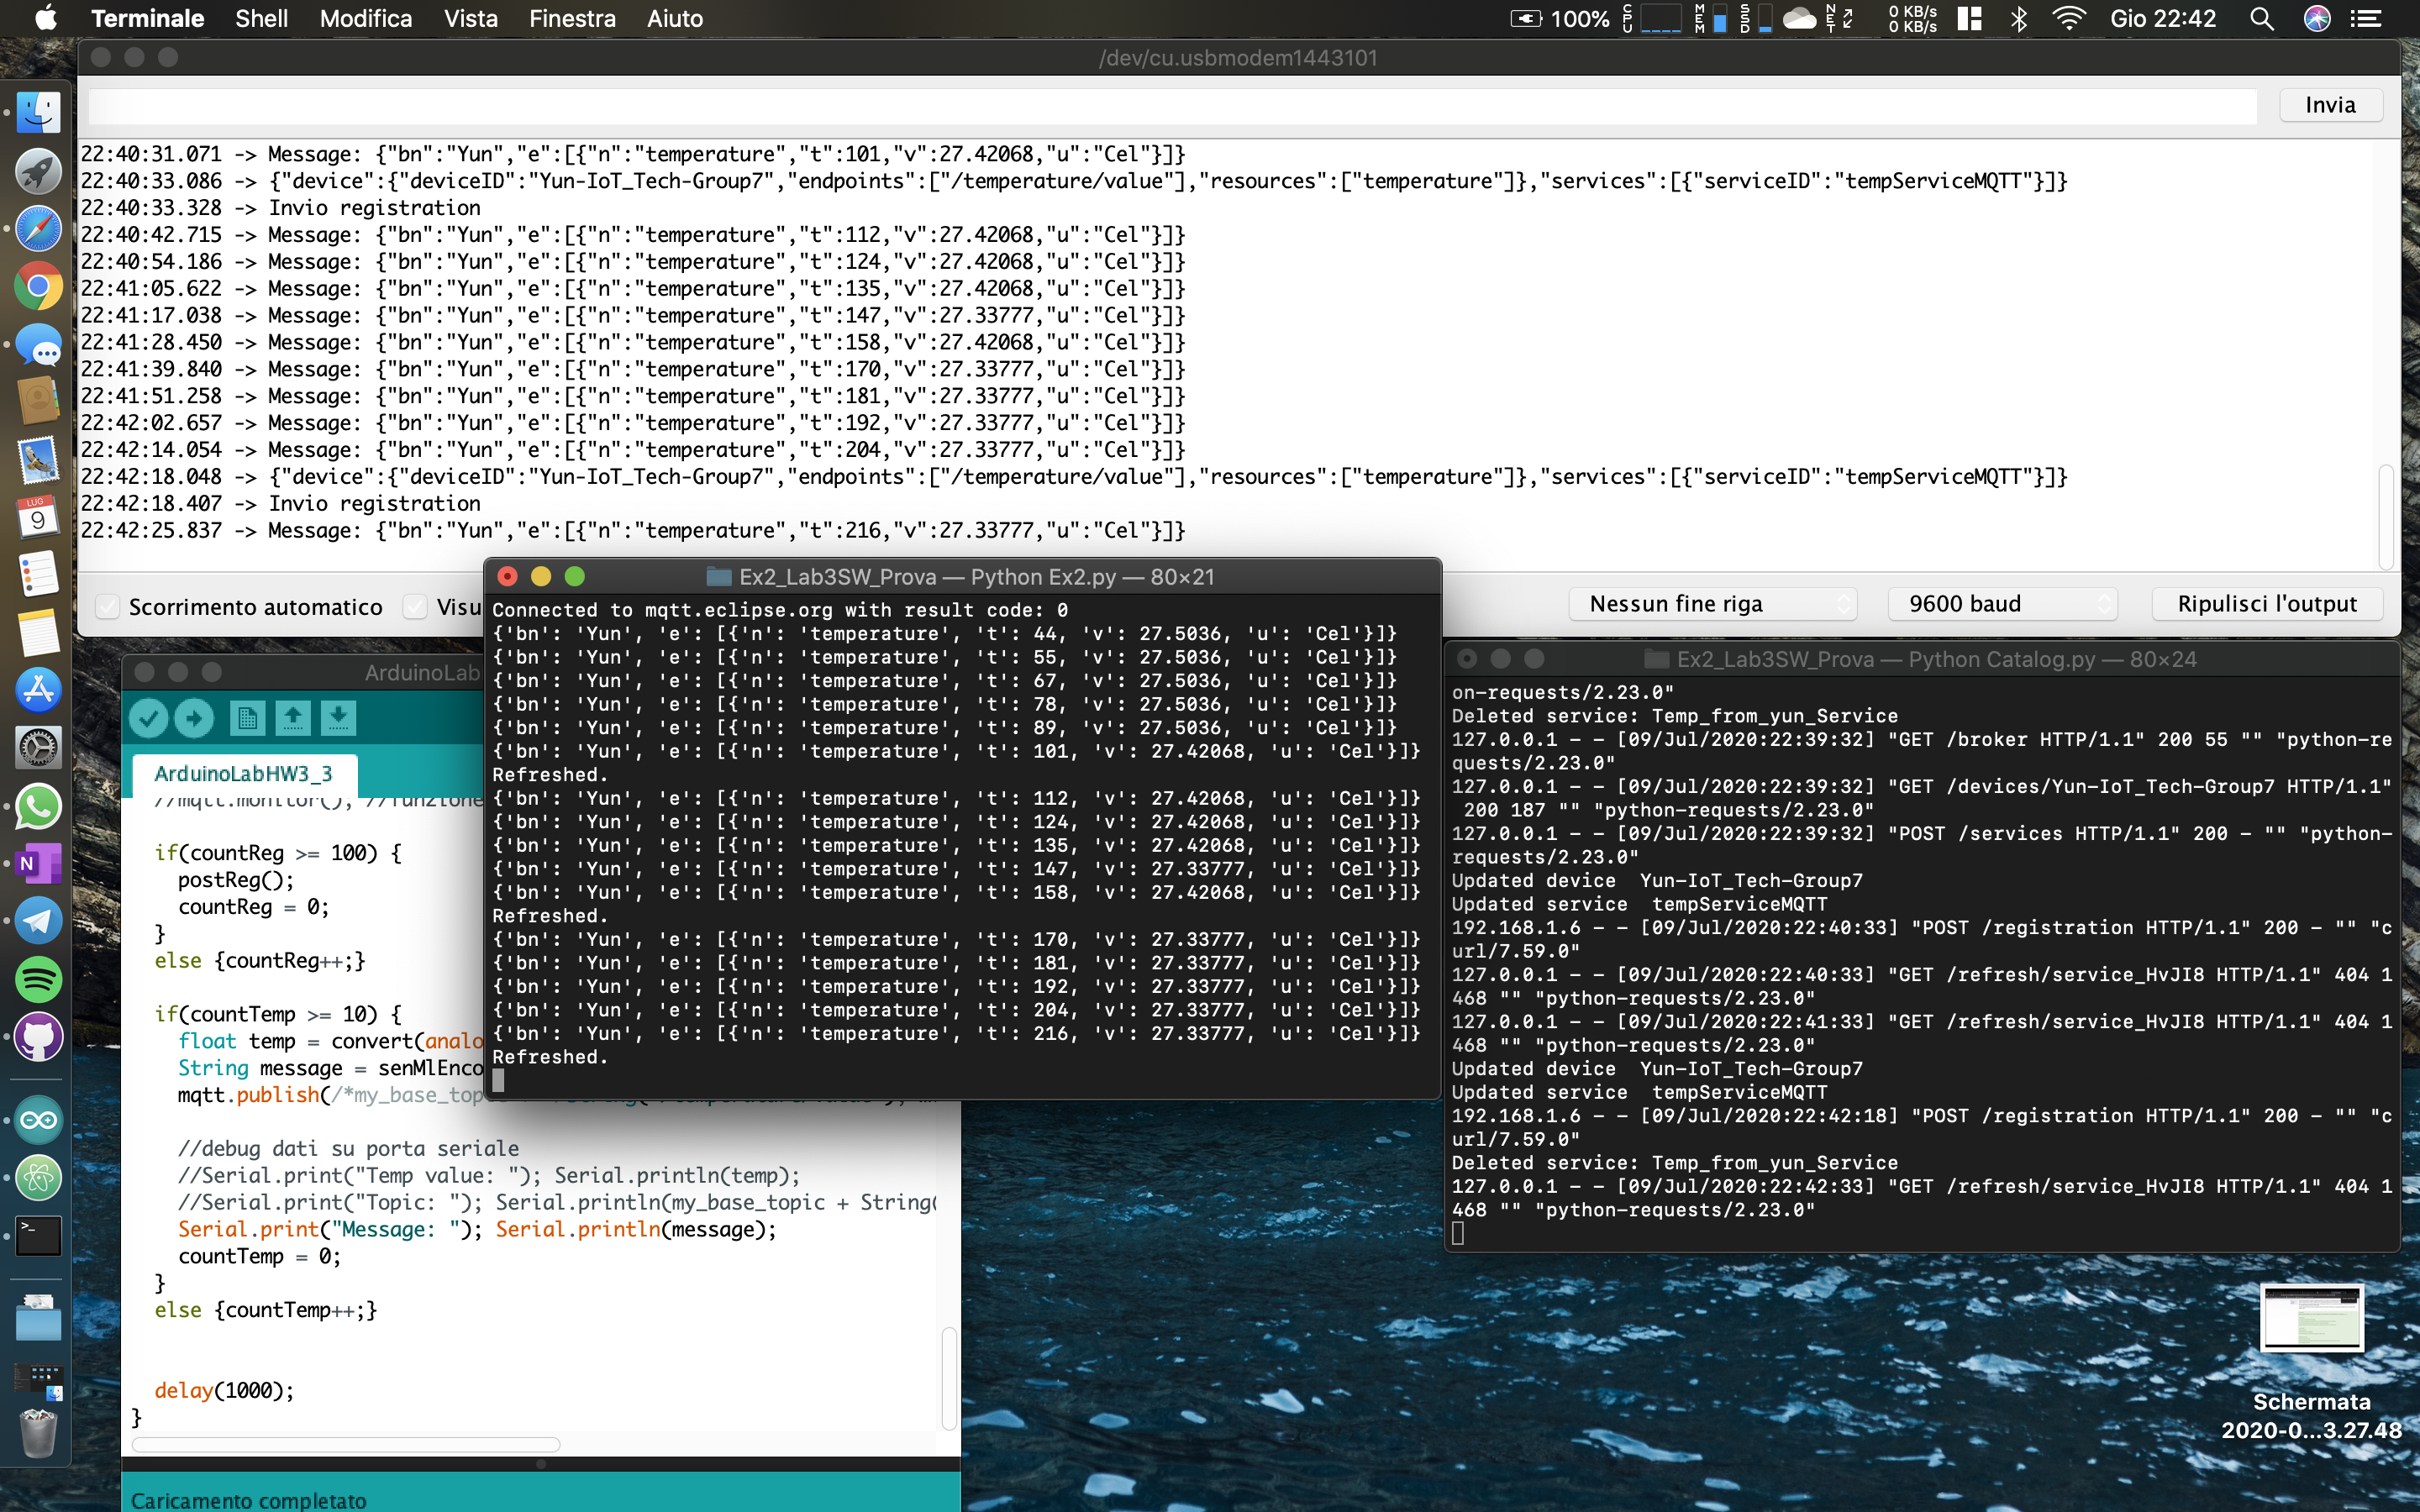 Terminale Shell Modifica Vista Finestra Aiuto
100% CPU MEM SSD NET 0 KB/s 0 KB/s Gio 22:42
/dev/cu.usbmodem1443101
Invia
22:40:31.071 -> Message: {"bn":"Yun","e":[{"n":"temperature","t":101,"v":27.42068,"u":"Cel"}]}
22:40:33.086 -> {"device":{"deviceID":"Yun-IoT_Tech-Group7","endpoints":["/temperature/value"],"resources":["temperature"]},"services":[{"serviceID":"tempServiceMQTT"}]}
22:40:33.328 -> Invio registration
22:40:42.715 -> Message: {"bn":"Yun","e":[{"n":"temperature","t":112,"v":27.42068,"u":"Cel"}]}
22:40:54.186 -> Message: {"bn":"Yun","e":[{"n":"temperature","t":124,"v":27.42068,"u":"Cel"}]}
22:41:05.622 -> Message: {"bn":"Yun","e":[{"n":"temperature","t":135,"v":27.42068,"u":"Cel"}]}
22:41:17.038 -> Message: {"bn":"Yun","e":[{"n":"temperature","t":147,"v":27.33777,"u":"Cel"}]}
22:41:28.450 -> Message: {"bn":"Yun","e":[{"n":"temperature","t":158,"v":27.42068,"u":"Cel"}]}
22:41:39.840 -> Message: {"bn":"Yun","e":[{"n":"temperature","t":170,"v":27.33777,"u":"Cel"}]}
22:41:51.258 -> Message: {"bn":"Yun","e":[{"n":"temperature","t":181,"v":27.33777,"u":"Cel"}]}
22:42:02.657 -> Message: {"bn":"Yun","e":[{"n":"temperature","t":192,"v":27.33777,"u":"Cel"}]}
22:42:14.054 -> Message: {"bn":"Yun","e":[{"n":"temperature","t":204,"v":27.33777,"u":"Cel"}]}
22:42:18.048 -> {"device":{"deviceID":"Yun-IoT_Tech-Group7","endpoints":["/temperature/value"],"resources":["temperature"]},"services":[{"serviceID":"tempServiceMQTT"}]}
22:42:18.407 -> Invio registration
22:42:25.837 -> Message: {"bn":"Yun","e":[{"n":"temperature","t":216,"v":27.33777,"u":"Cel"}]}
Scorrimento automatico Visu
Nessun fine riga 9600 baud Ripulisci l'output
Ex2_Lab3SW_Prova — Python Ex2.py — 80×21
Connected to mqtt.eclipse.org with result code: 0
{'bn': 'Yun', 'e': [{'n': 'temperature', 't': 44, 'v': 27.5036, 'u': 'Cel'}]}
{'bn': 'Yun', 'e': [{'n': 'temperature', 't': 55, 'v': 27.5036, 'u': 'Cel'}]}
{'bn': 'Yun', 'e': [{'n': 'temperature', 't': 67, 'v': 27.5036, 'u': 'Cel'}]}
{'bn': 'Yun', 'e': [{'n': 'temperature', 't': 78, 'v': 27.5036, 'u': 'Cel'}]}
{'bn': 'Yun', 'e': [{'n': 'temperature', 't': 89, 'v': 27.5036, 'u': 'Cel'}]}
{'bn': 'Yun', 'e': [{'n': 'temperature', 't': 101, 'v': 27.42068, 'u': 'Cel'}]}
Refreshed.
{'bn': 'Yun', 'e': [{'n': 'temperature', 't': 112, 'v': 27.42068, 'u': 'Cel'}]}
{'bn': 'Yun', 'e': [{'n': 'temperature', 't': 124, 'v': 27.42068, 'u': 'Cel'}]}
{'bn': 'Yun', 'e': [{'n': 'temperature', 't': 135, 'v': 27.42068, 'u': 'Cel'}]}
{'bn': 'Yun', 'e': [{'n': 'temperature', 't': 147, 'v': 27.33777, 'u': 'Cel'}]}
{'bn': 'Yun', 'e': [{'n': 'temperature', 't': 158, 'v': 27.42068, 'u': 'Cel'}]}
Refreshed.
{'bn': 'Yun', 'e': [{'n': 'temperature', 't': 170, 'v': 27.33777, 'u': 'Cel'}]}
{'bn': 'Yun', 'e': [{'n': 'temperature', 't': 181, 'v': 27.33777, 'u': 'Cel'}]}
{'bn': 'Yun', 'e': [{'n': 'temperature', 't': 192, 'v': 27.33777, 'u': 'Cel'}]}
{'bn': 'Yun', 'e': [{'n': 'temperature', 't': 204, 'v': 27.33777, 'u': 'Cel'}]}
{'bn': 'Yun', 'e': [{'n': 'temperature', 't': 216, 'v': 27.33777, 'u': 'Cel'}]}
Refreshed.
Ex2_Lab3SW_Prova — Python Catalog.py — 80×24
on-requests/2.23.0"
Deleted service: Temp_from_yun_Service
127.0.0.1 - - [09/Jul/2020:22:39:32] "GET /broker HTTP/1.1" 200 55 "" "python-re
quests/2.23.0"
127.0.0.1 - - [09/Jul/2020:22:39:32] "GET /devices/Yun-IoT_Tech-Group7 HTTP/1.1"
200 187 "" "python-requests/2.23.0"
127.0.0.1 - - [09/Jul/2020:22:39:32] "POST /services HTTP/1.1" 200 - "" "python-
requests/2.23.0"
Updated device  Yun-IoT_Tech-Group7
Updated service  tempServiceMQTT
192.168.1.6 - - [09/Jul/2020:22:40:33] "POST /registration HTTP/1.1" 200 - "" "c
url/7.59.0"
127.0.0.1 - - [09/Jul/2020:22:40:33] "GET /refresh/service_HvJI8 HTTP/1.1" 404 1
468 "" "python-requests/2.23.0"
127.0.0.1 - - [09/Jul/2020:22:41:33] "GET /refresh/service_HvJI8 HTTP/1.1" 404 1
468 "" "python-requests/2.23.0"
Updated device  Yun-IoT_Tech-Group7
Updated service  tempServiceMQTT
192.168.1.6 - - [09/Jul/2020:22:42:18] "POST /registration HTTP/1.1" 200 - "" "c
url/7.59.0"
Deleted service: Temp_from_yun_Service
127.0.0.1 - - [09/Jul/2020:22:42:33] "GET /refresh/service_HvJI8 HTTP/1.1" 404 1
468 "" "python-requests/2.23.0"
ArduinoLab
ArduinoLabHW3_3
//mqtt.monitor(); //funzione
if(countReg >= 100) {
postReg();
countReg = 0;
}
else {countReg++;}
if(countTemp >= 10) {
float temp = convert(analo
String message = senMlEnco
mqtt.publish(/*my_base_top
//debug dati su porta seriale
//Serial.print("Temp value: "); Serial.println(temp);
//Serial.print("Topic: "); Serial.println(my_base_topic + String(
Serial.print("Message: "); Serial.println(message);
countTemp = 0;
}
else {countTemp++;}
delay(1000);
}
Caricamento completato
LUG
9
N
Schermata
2020-0...3.27.48